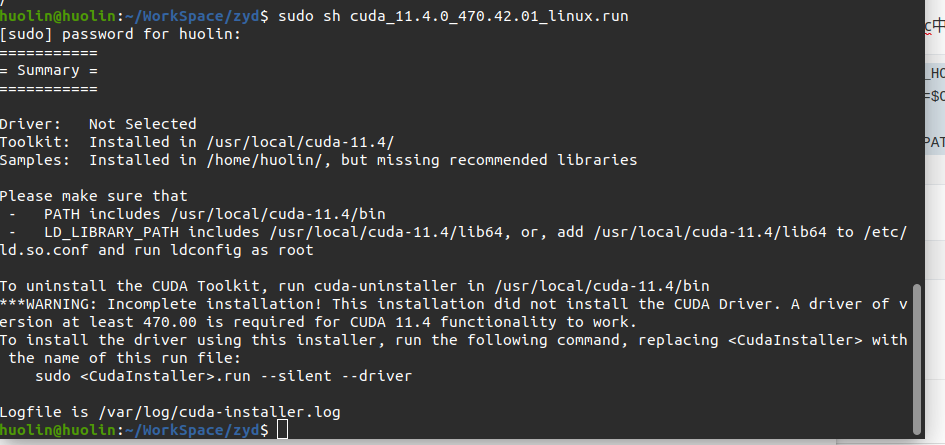 huolin@huolin:~/WorkSpace/zyd$ sudo sh cuda_11.4.0_470.42.01_linux.run
[sudo] password for huolin:
===========
= Summary =
===========
Driver:   Not Selected
Toolkit:  Installed in /usr/local/cuda-11.4/
Samples:  Installed in /home/huolin/, but missing recommended libraries
Please make sure that
 -   PATH includes /usr/local/cuda-11.4/bin
 -   LD_LIBRARY_PATH includes /usr/local/cuda-11.4/lib64, or, add /usr/local/cuda-11.4/lib64 to /etc/
ld.so.conf and run ldconfig as root
To uninstall the CUDA Toolkit, run cuda-uninstaller in /usr/local/cuda-11.4/bin
***WARNING: Incomplete installation! This installation did not install the CUDA Driver. A driver of v
ersion at least 470.00 is required for CUDA 11.4 functionality to work.
To install the driver using this installer, run the following command, replacing <CudaInstaller> with
 the name of this run file:
    sudo <CudaInstaller>.run --silent --driver
Logfile is /var/log/cuda-installer.log
huolin@huolin:~/WorkSpace/zyd$
c中
_HO
=$C
PAT